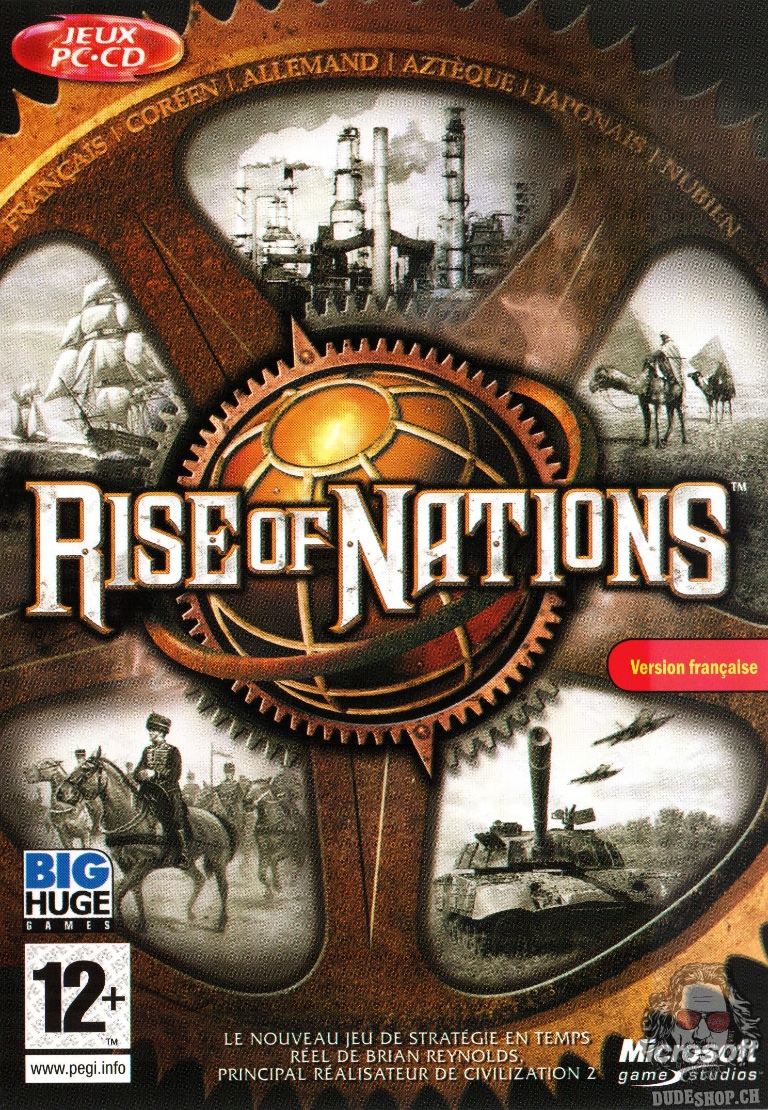 JEUX
PC·CD
FRANÇAIS | CORÉEN | ALLEMAND | AZTÈQUE | JAPONAIS | NUBIEN
RISE OF NATIONS™
Version française
BIG
HUGE
GAMES
12+
™
www.pegi.info
LE NOUVEAU JEU DE STRATÉGIE EN TEMPS
RÉEL DE BRIAN REYNOLDS,
PRINCIPAL RÉALISATEUR DE CIVILIZATION 2
Microsoft
game studios™
DUDESHOP.CH